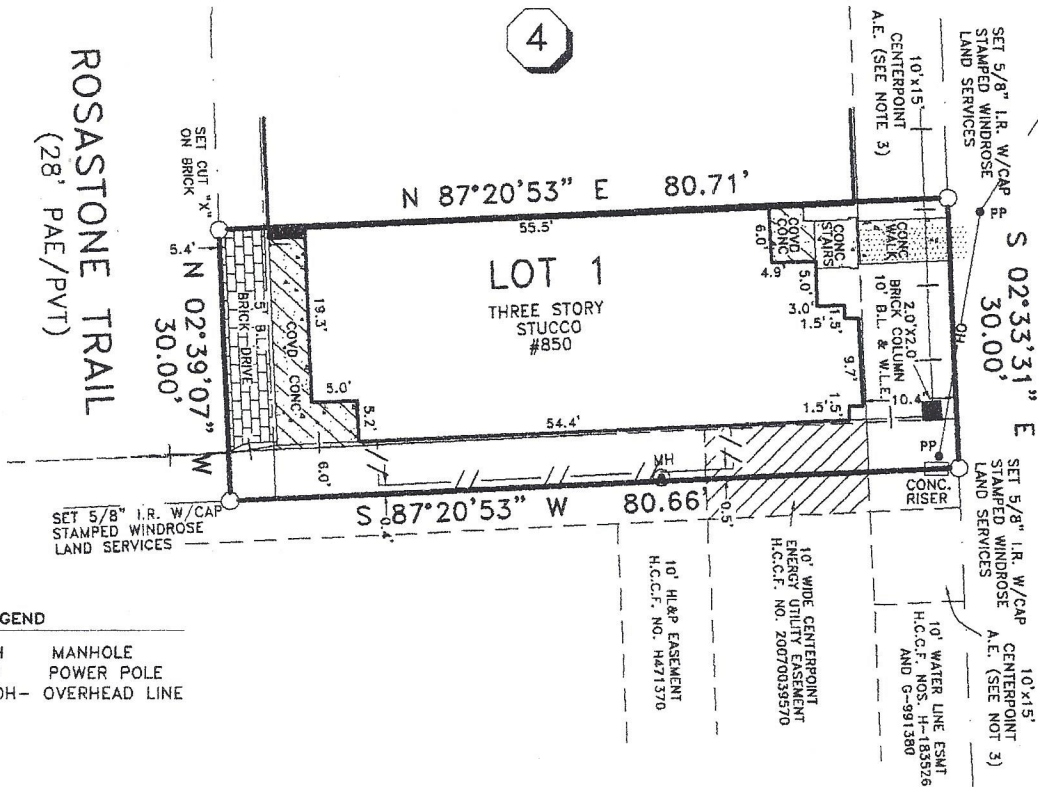 4
SET 5/8" I.R. W/CAP
STAMPED WINDROSE
LAND SERVICES
10'x15'
CENTERPOINT
A.E. (SEE NOTE 3)
ROSASTONE TRAIL
(28' PAE/PVT)
SET CUT "X"
ON BRICK
N 87°20'53" E 80.71'
55.5'
LOT 1
THREE STORY
STUCCO
#850
COVD
CONC
6.0'
4.9'
CONC
STAIRS
CONC
WALK
5.0'
3.0'
1.5'
1.5'
9.7'
1.5'
1.5'
2.0'X2.0'
BRICK COLUMN
10' B.L. & W.L.E.
10.4'
PP
OH
S 02°33'31" E
30.00'
5.4'
N 02°39'07" W
30.00'
BRICK DRIVE
5' B.L.
COVD CONC
19.3'
5.0'
5.2'
54.4'
6.0'
MH
PP
CONC.
RISER
S 87°20'53" W 80.66'
0.4'
0.5'
SET 5/8" I.R. W/CAP
STAMPED WINDROSE
LAND SERVICES
SET 5/8" I.R. W/CAP
STAMPED WINDROSE
LAND SERVICES
10'x15'
CENTERPOINT
A.E. (SEE NOT 3)
10' HL&P EASEMENT
H.C.C.F. NO. H471370
10' WIDE CENTERPOINT
ENERGY UTILITY EASEMENT
H.C.C.F. NO. 20070039570
10' WATER LINE ESMT
H.C.C.F. NOS. H-183526
AND G-991380
GEND
H MANHOLE
POWER POLE
OH- OVERHEAD LINE